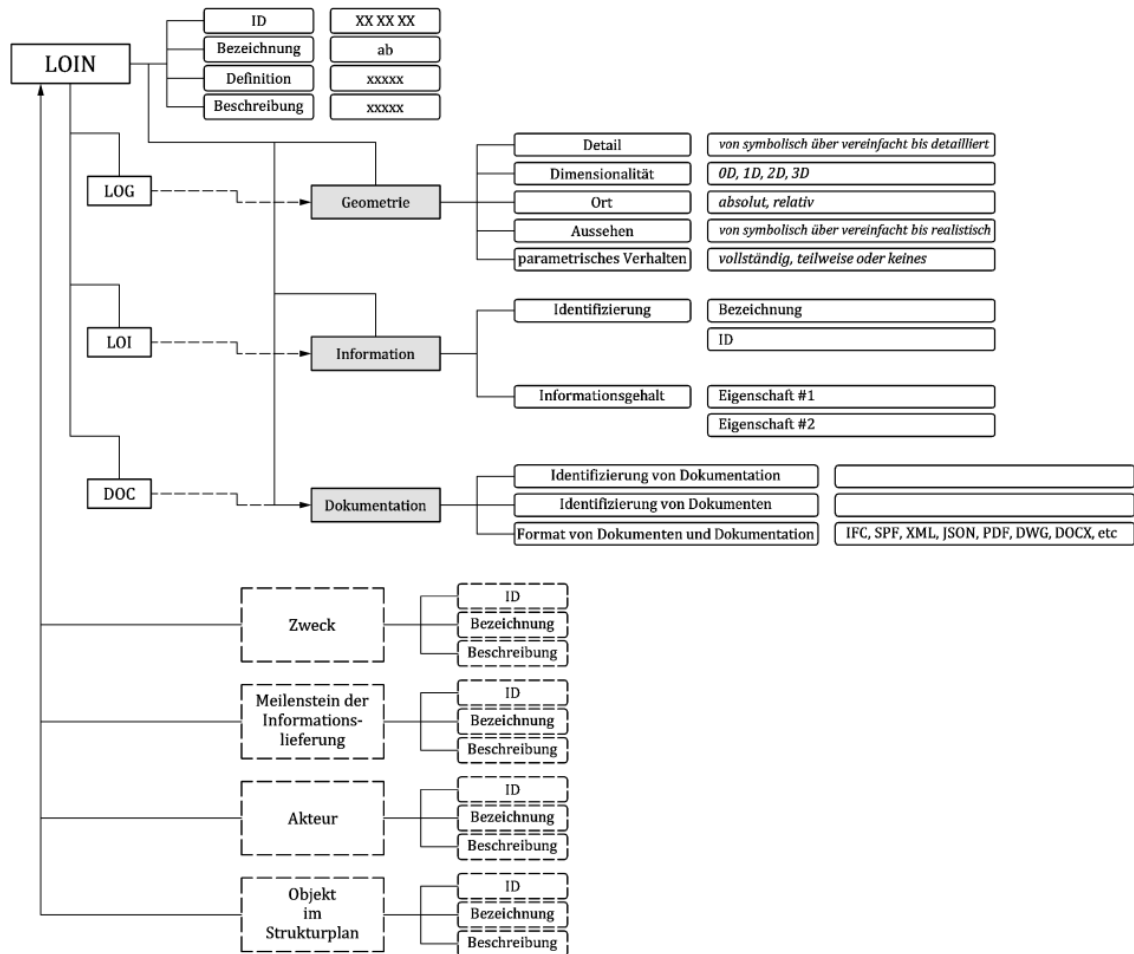 ID XX XX XX
LOIN
Bezeichnung ab
Definition xxxxx
Beschreibung xxxxx
LOG
Geometrie
Detail von symbolisch über vereinfacht bis detailliert
Dimensionalität 0D, 1D, 2D, 3D
Ort absolut, relativ
Aussehen von symbolisch über vereinfacht bis realistisch
parametrisches Verhalten vollständig, teilweise oder keines
LOI
Information
Identifizierung Bezeichnung
ID
Informationsgehalt Eigenschaft #1
Eigenschaft #2
DOC
Dokumentation
Identifizierung von Dokumentation
Identifizierung von Dokumenten
Format von Dokumenten und Dokumentation IFC, SPF, XML, JSON, PDF, DWG, DOCX, etc
Zweck
ID
Bezeichnung
Beschreibung
Meilenstein der
Informations-
lieferung
ID
Bezeichnung
Beschreibung
Akteur
ID
Bezeichnung
Beschreibung
Objekt
im
Strukturplan
ID
Bezeichnung
Beschreibung